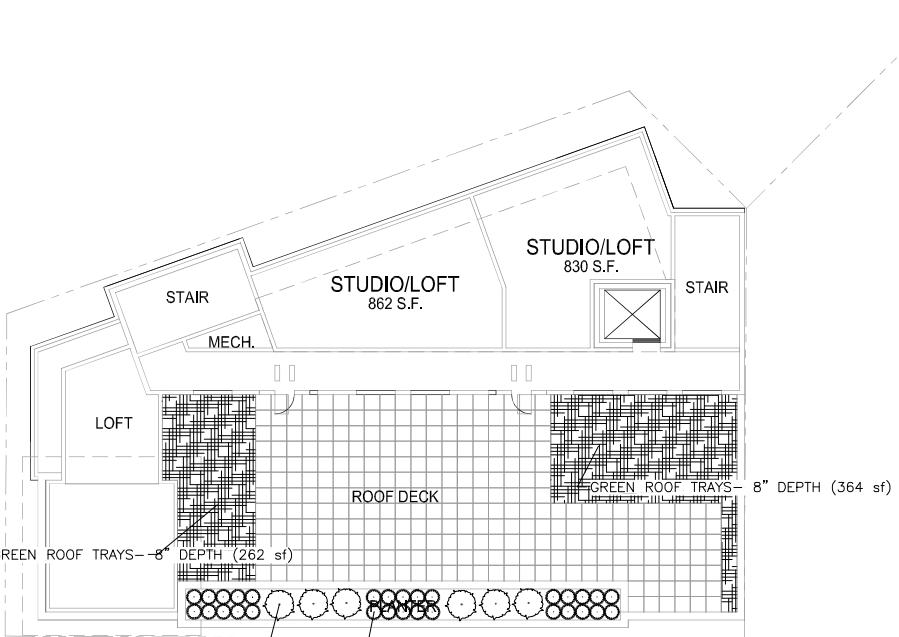 STUDIO/LOFT
830 S.F.
STUDIO/LOFT
862 S.F.
STAIR
STAIR
MECH.
LOFT
GREEN ROOF TRAYS- 8" DEPTH (364 sf)
ROOF DECK
REEN ROOF TRAYS- 8" DEPTH (262 sf)
PLANTER